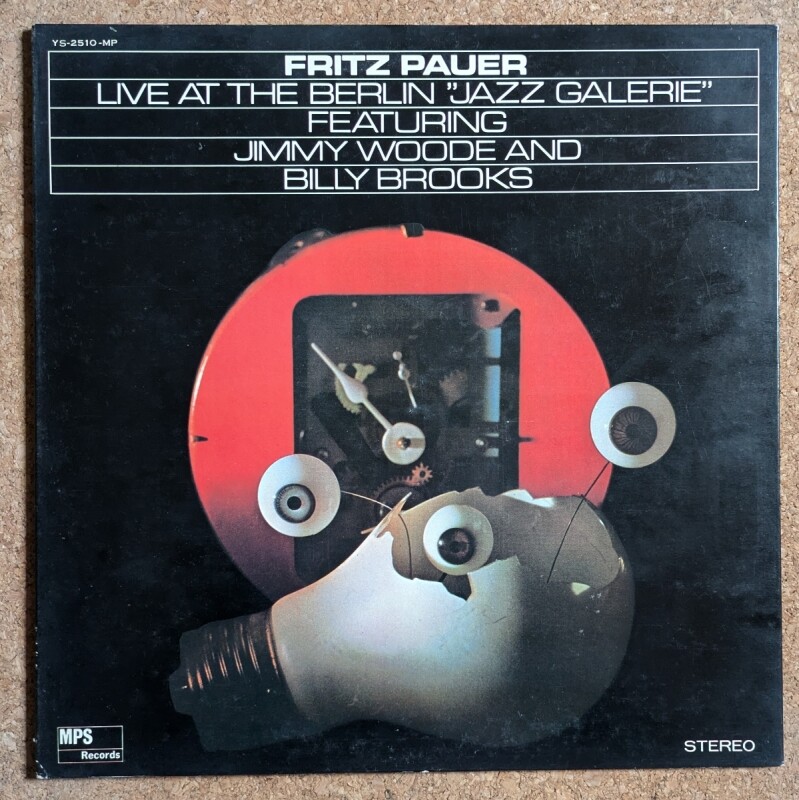 YS-2510-MP
FRITZ PAUER
LIVE AT THE BERLIN "JAZZ GALERIE"
FEATURING
JIMMY WOODE AND
BILLY BROOKS
MPS
Records
STEREO